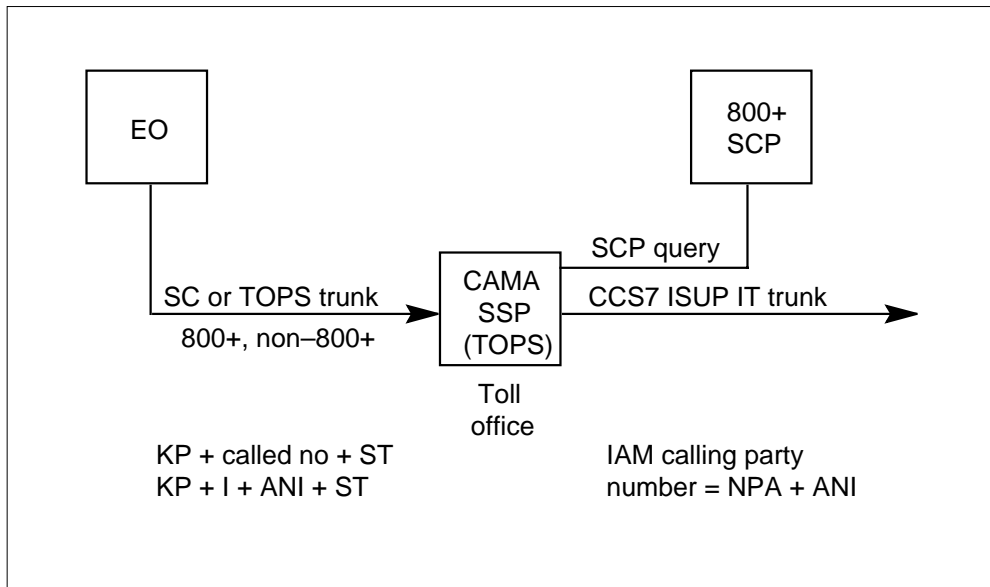 EO
800+
SCP
SCP query
SC or TOPS trunk
800+, non–800+
CAMA
SSP
(TOPS)
CCS7 ISUP IT trunk
Toll
office
KP + called no + ST
KP + I + ANI + ST
IAM calling party
number = NPA + ANI